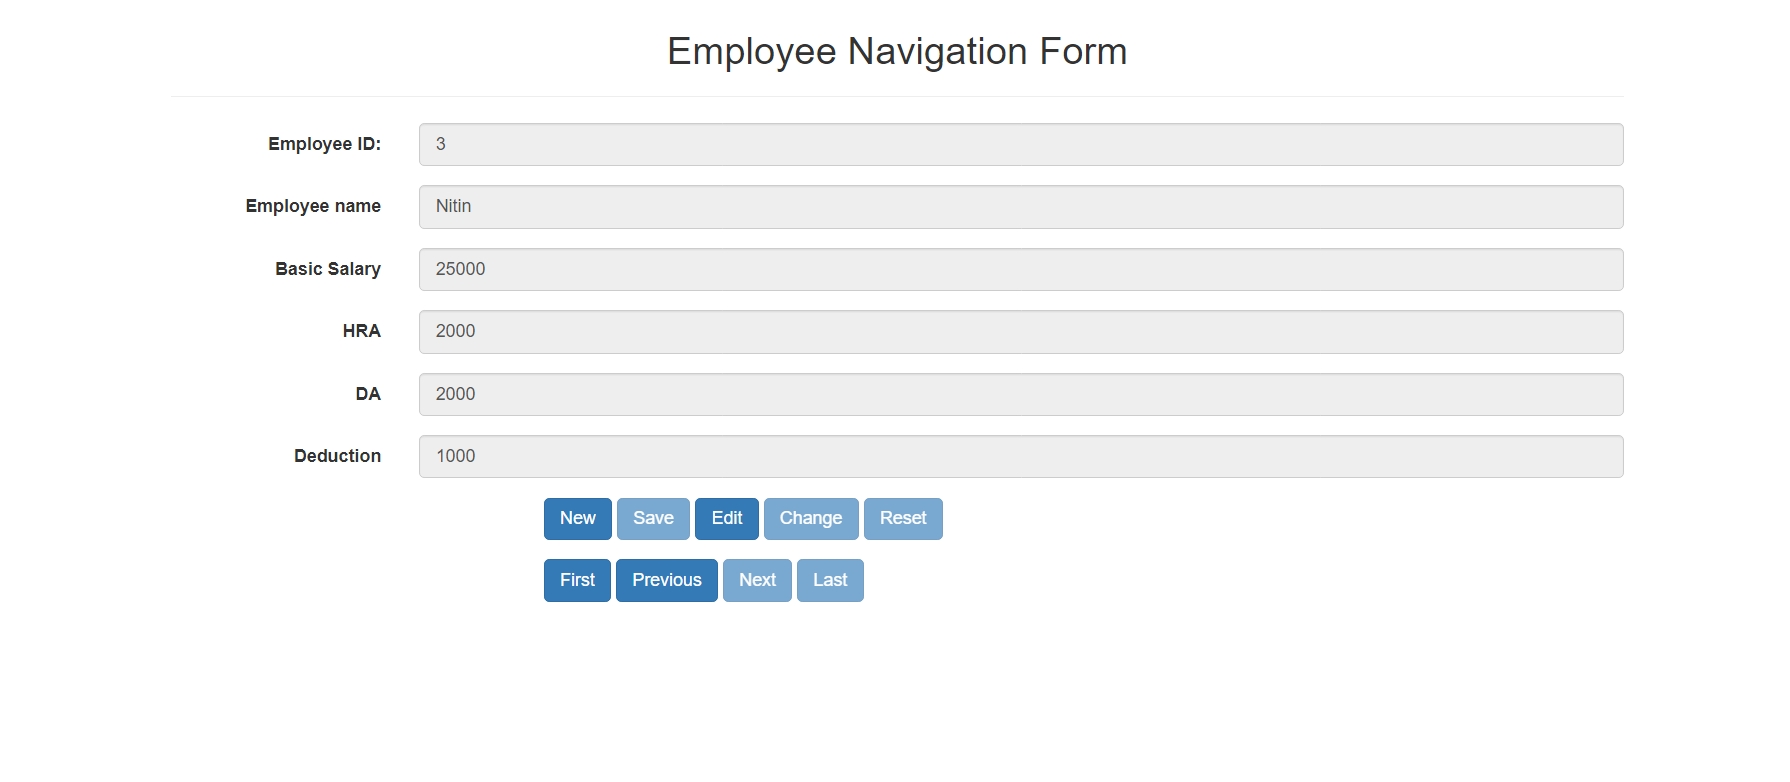 Employee Navigation Form
Employee ID: 3
Employee name Nitin
Basic Salary 25000
HRA 2000
DA 2000
Deduction 1000
New Save Edit Change Reset
First Previous Next Last